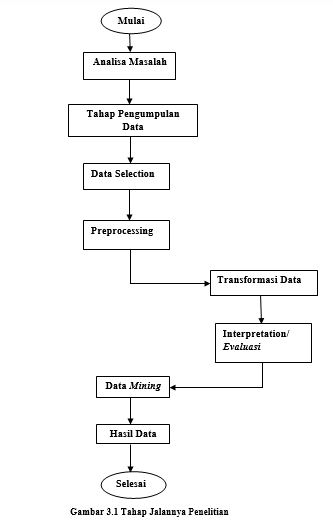 Mulai
Analisa Masalah
Tahap Pengumpulan
Data
Data Selection
Preprocessing
Transformasi Data
Interpretation/
Evaluasi
Data Mining
Hasil Data
Selesai
Gambar 3.1 Tahap Jalannya Penelitian